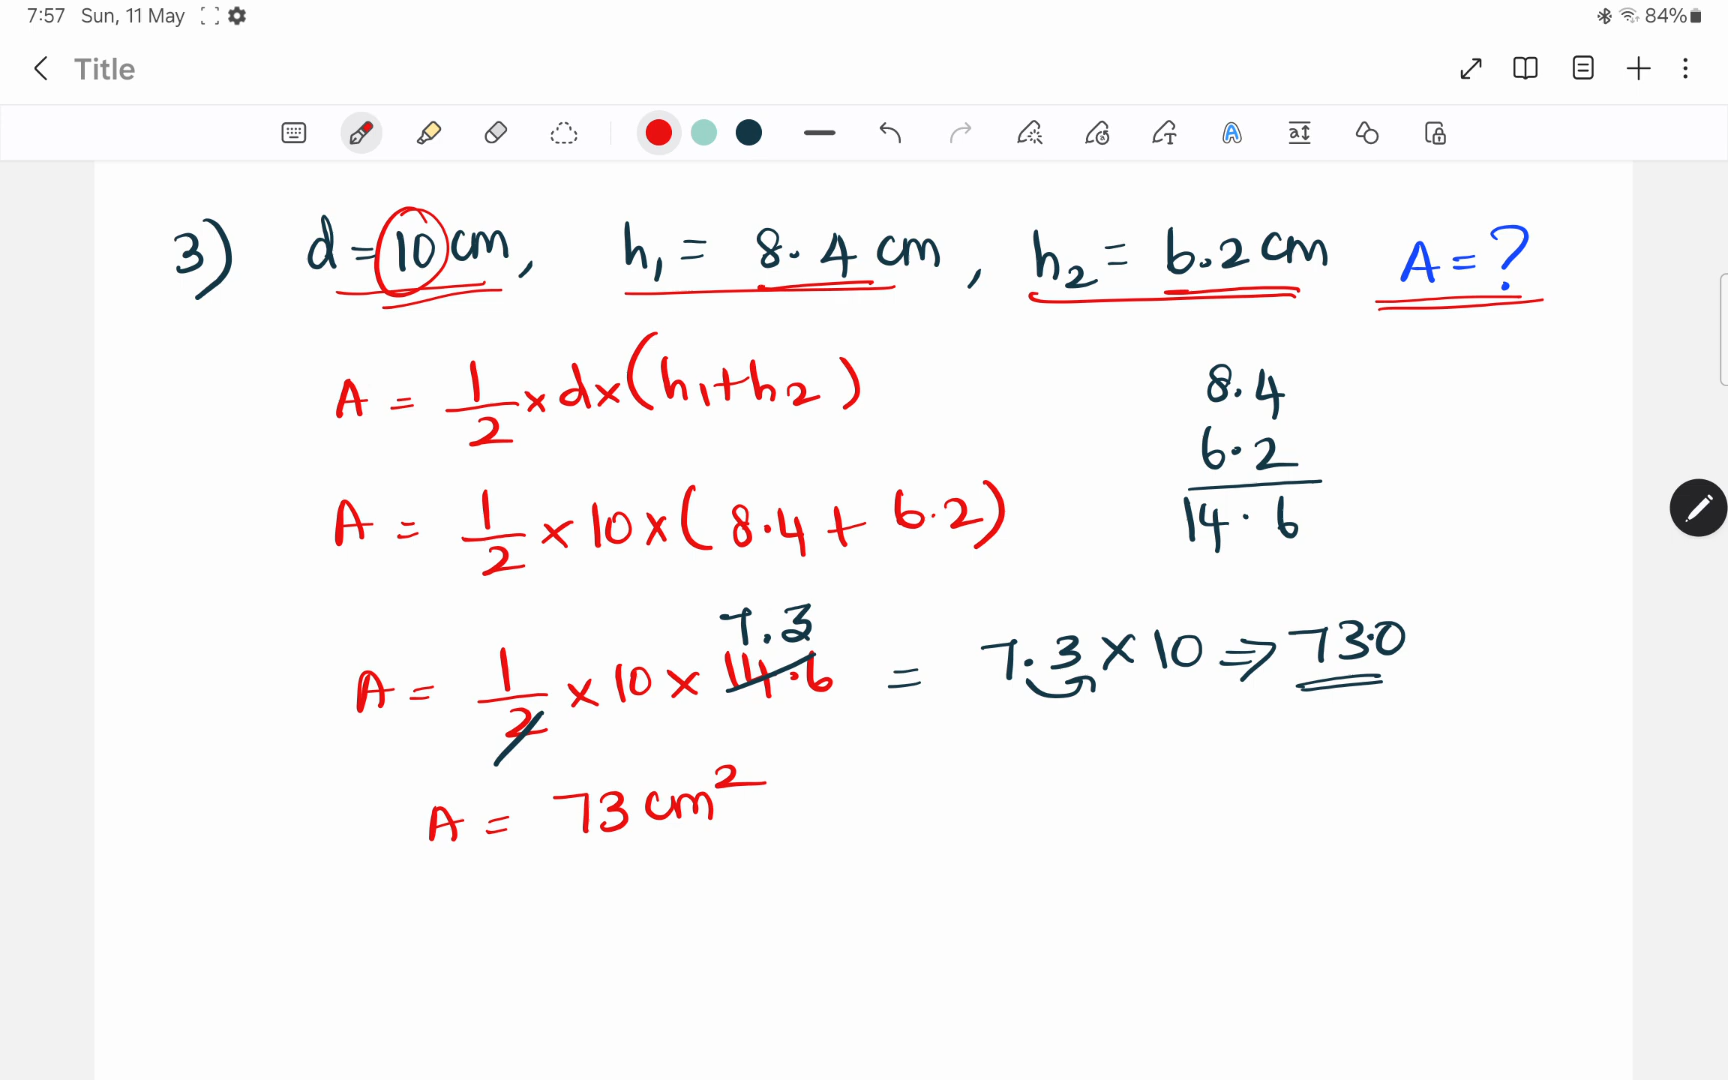 7:57 Sun, 11 May 84%
Title
3) d = 10 cm, h₁ = 8.4 cm, h₂ = 6.2 cm A = ?
A = 1/2 × d × (h₁ + h₂)
8.4
6.2
14.6
A = 1/2 × 10 × (8.4 + 6.2)
7.3
A = 1/2 × 10 × 14.6 = 7.3 × 10 ⇒ 73.0
A = 73 cm²